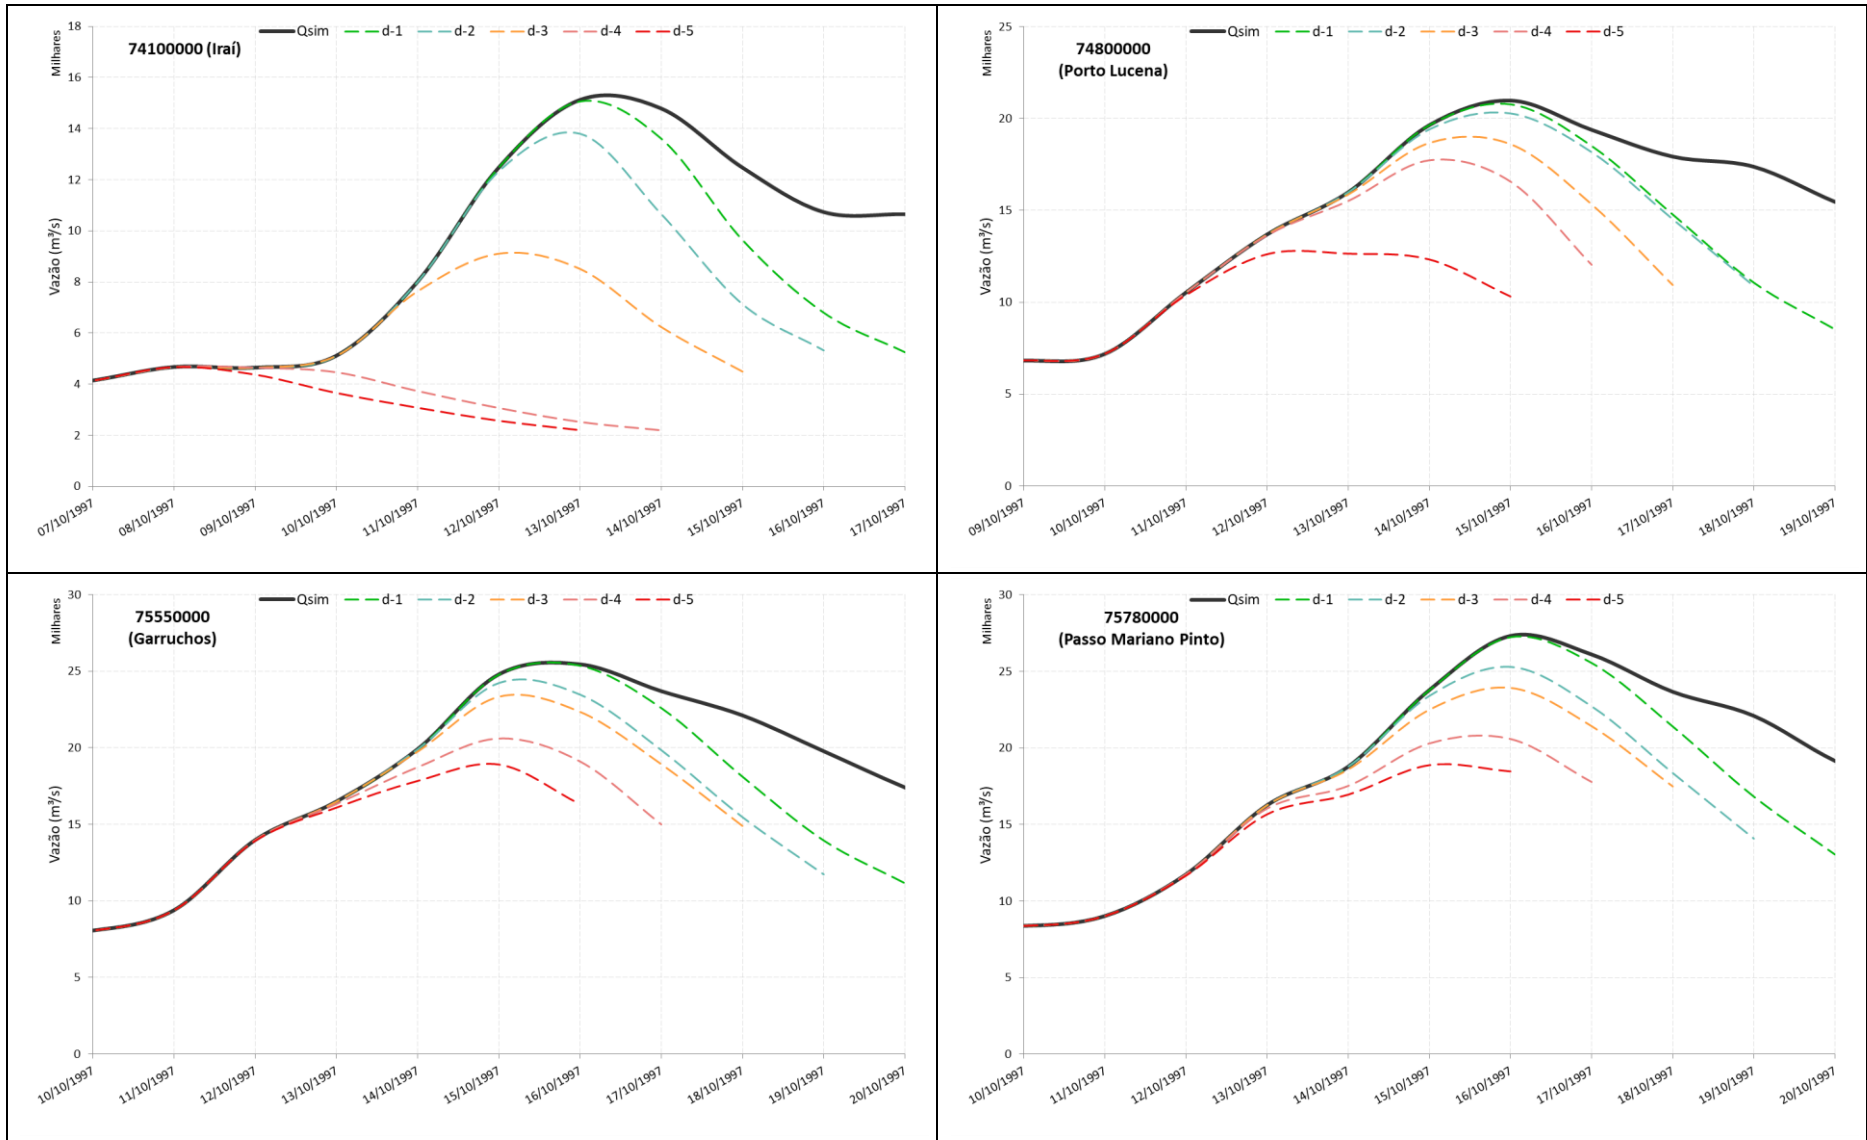 74100000 (Iraí)
Qsim d-1 d-2 d-3 d-4 d-5
Milhares
Vazão (m³/s)
18
16
14
12
10
8
6
4
2
0
07/10/1997 08/10/1997 09/10/1997 10/10/1997 11/10/1997 12/10/1997 13/10/1997 14/10/1997 15/10/1997 16/10/1997 17/10/1997
74800000
(Porto Lucena)
Qsim d-1 d-2 d-3 d-4 d-5
Milhares
Vazão (m³/s)
25
20
15
10
5
0
09/10/1997 10/10/1997 11/10/1997 12/10/1997 13/10/1997 14/10/1997 15/10/1997 16/10/1997 17/10/1997 18/10/1997 19/10/1997
75550000
(Garruchos)
Qsim d-1 d-2 d-3 d-4 d-5
Milhares
Vazão (m³/s)
30
25
20
15
10
5
0
10/10/1997 11/10/1997 12/10/1997 13/10/1997 14/10/1997 15/10/1997 16/10/1997 17/10/1997 18/10/1997 19/10/1997 20/10/1997
75780000
(Passo Mariano Pinto)
Qsim d-1 d-2 d-3 d-4 d-5
Milhares
Vazão (m³/s)
30
25
20
15
10
5
0
10/10/1997 11/10/1997 12/10/1997 13/10/1997 14/10/1997 15/10/1997 16/10/1997 17/10/1997 18/10/1997 19/10/1997 20/10/1997